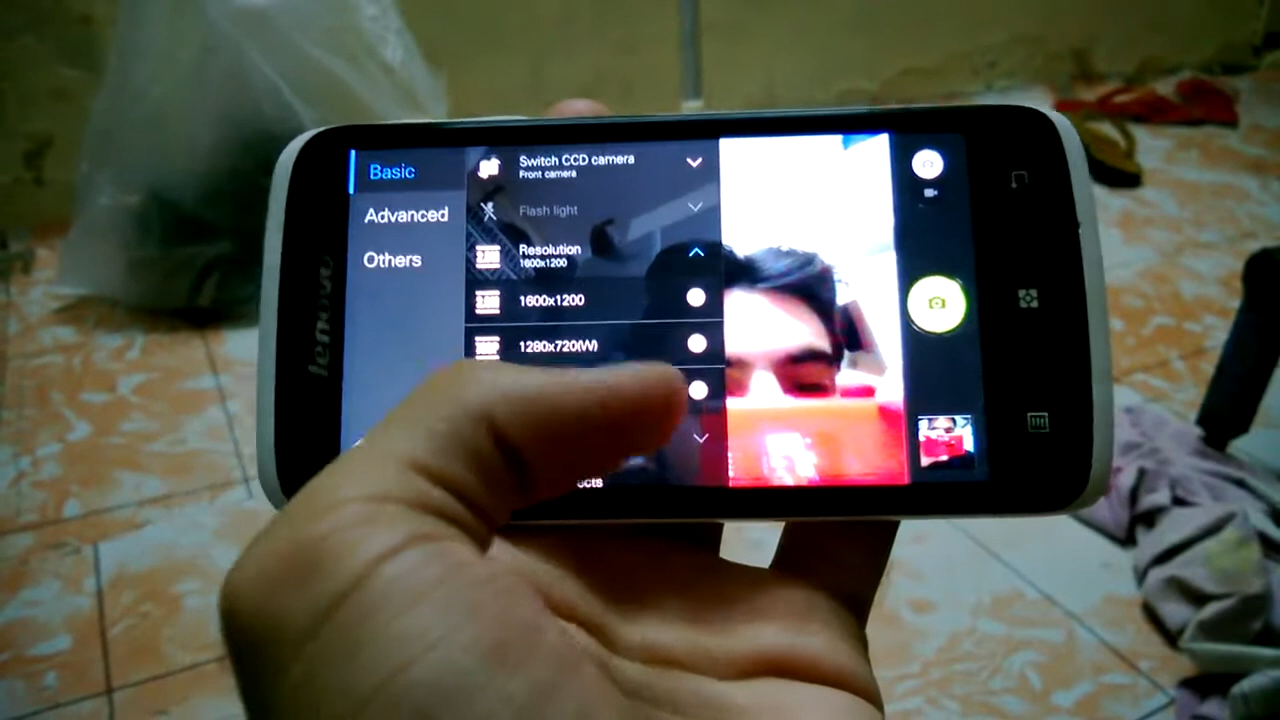 lenovo
Basic
Advanced
Others
Switch CCD camera
Front camera
Flash light
Resolution
1600x1200
1600x1200
1280x720(W)